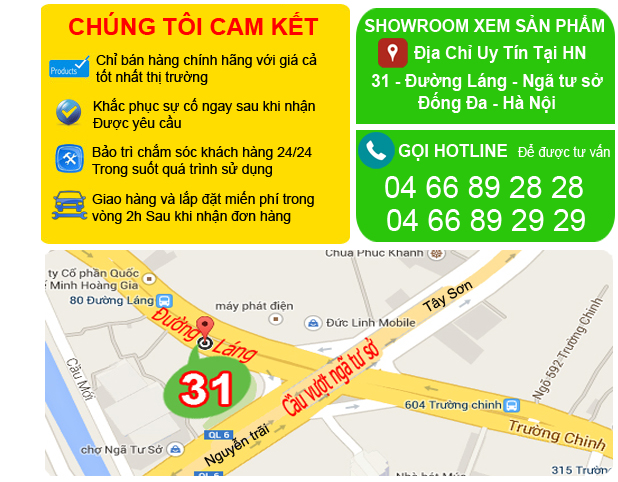 CHÚNG TÔI CAM KẾT
Products
Chỉ bán hàng chính hãng với giá cả
tốt nhất thị trường
Khắc phục sự cố ngay sau khi nhận
Được yêu cầu
Bảo trì chăm sóc khách hàng 24/24
Trong suốt quá trình sử dụng
Giao hàng và lắp đặt miến phí trong
vòng 2h Sau khi nhận đơn hàng
SHOWROOM XEM SẢN PHẨM
Địa Chỉ Uy Tín Tại HN
31 - Đường Láng - Ngã tư sở
Đống Đa - Hà Nội
GỌI HOTLINE Để được tư vấn
04 66 89 28 28
04 66 89 29 29
Chùa Phúc Khánh
ty Cổ phần Quốc
Minh Hoàng Gia
80 Đường Láng
máy phát điện
Đức Linh Mobile
Tây Sơn
Đường Láng
31
Cầu vượt ngã tư sở
Cầu Mới
Ngõ 592 Trường Chinh
604 Trường chinh
Trường Chinh
QL 6
Nguyễn trãi
chợ Ngã Tư Sở
QL 6
315 Trườn